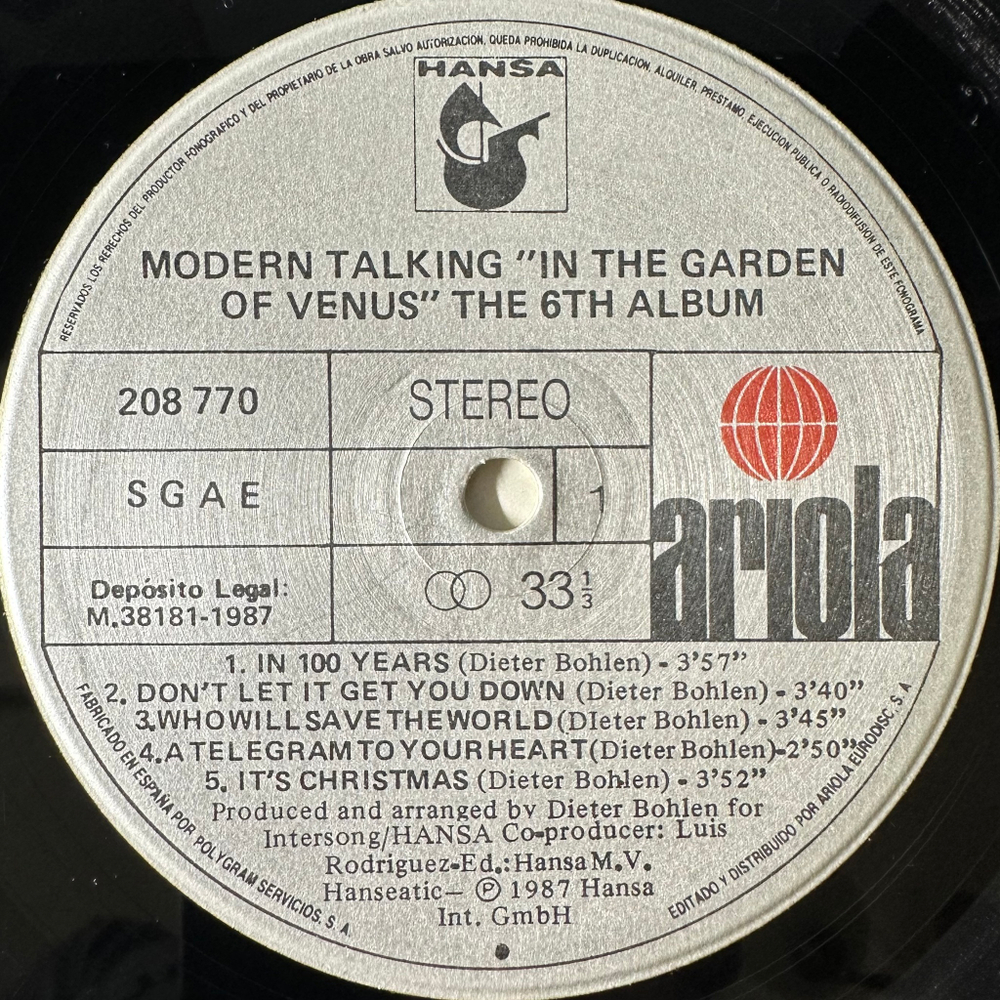 RESERVADOS LOS RERECHOS DEL PRODUCTOR FONOGRAFICO Y DEL PROPIETARIO DE LA OBRA SALVO AUTORIZACION, QUEDA PROHIBIDA LA DUPLICACION, ALQUILER, PRESTAMO, EJECUCION PUBLICA O RADIODIFUSION DE ESTE FONOGRAMA
HANSA
MODERN TALKING "IN THE GARDEN
OF VENUS" THE 6TH ALBUM
208 770
STEREO
S G A E
1
ariola
Depósito Legal:
M.38181-1987
33 1/3
1. IN 100 YEARS (Dieter Bohlen) - 3'57"
2. DON'T LET IT GET YOU DOWN (Dieter Bohlen) - 3'40"
3.WHO WILL SAVE THE WORLD (DIeter Bohlen) - 3'45"
4.A TELEGRAM TO YOUR HEART (Dieter Bohlen)-2'50"
5. IT'S CHRISTMAS (Dieter Bohlen) - 3'52"
Produced and arranged by Dieter Bohlen for
Intersong/HANSA Co-producer: Luis
Rodriguez-Ed.:Hansa M.V.
Hanseatic— ℗ 1987 Hansa
Int. GmbH
FABRICADO EN ESPAÑA POR POLYGRAM SERVICIOS, S. A.
EDITADO Y DISTRIBUIDO POR ARIOLA EURODISC, S. A